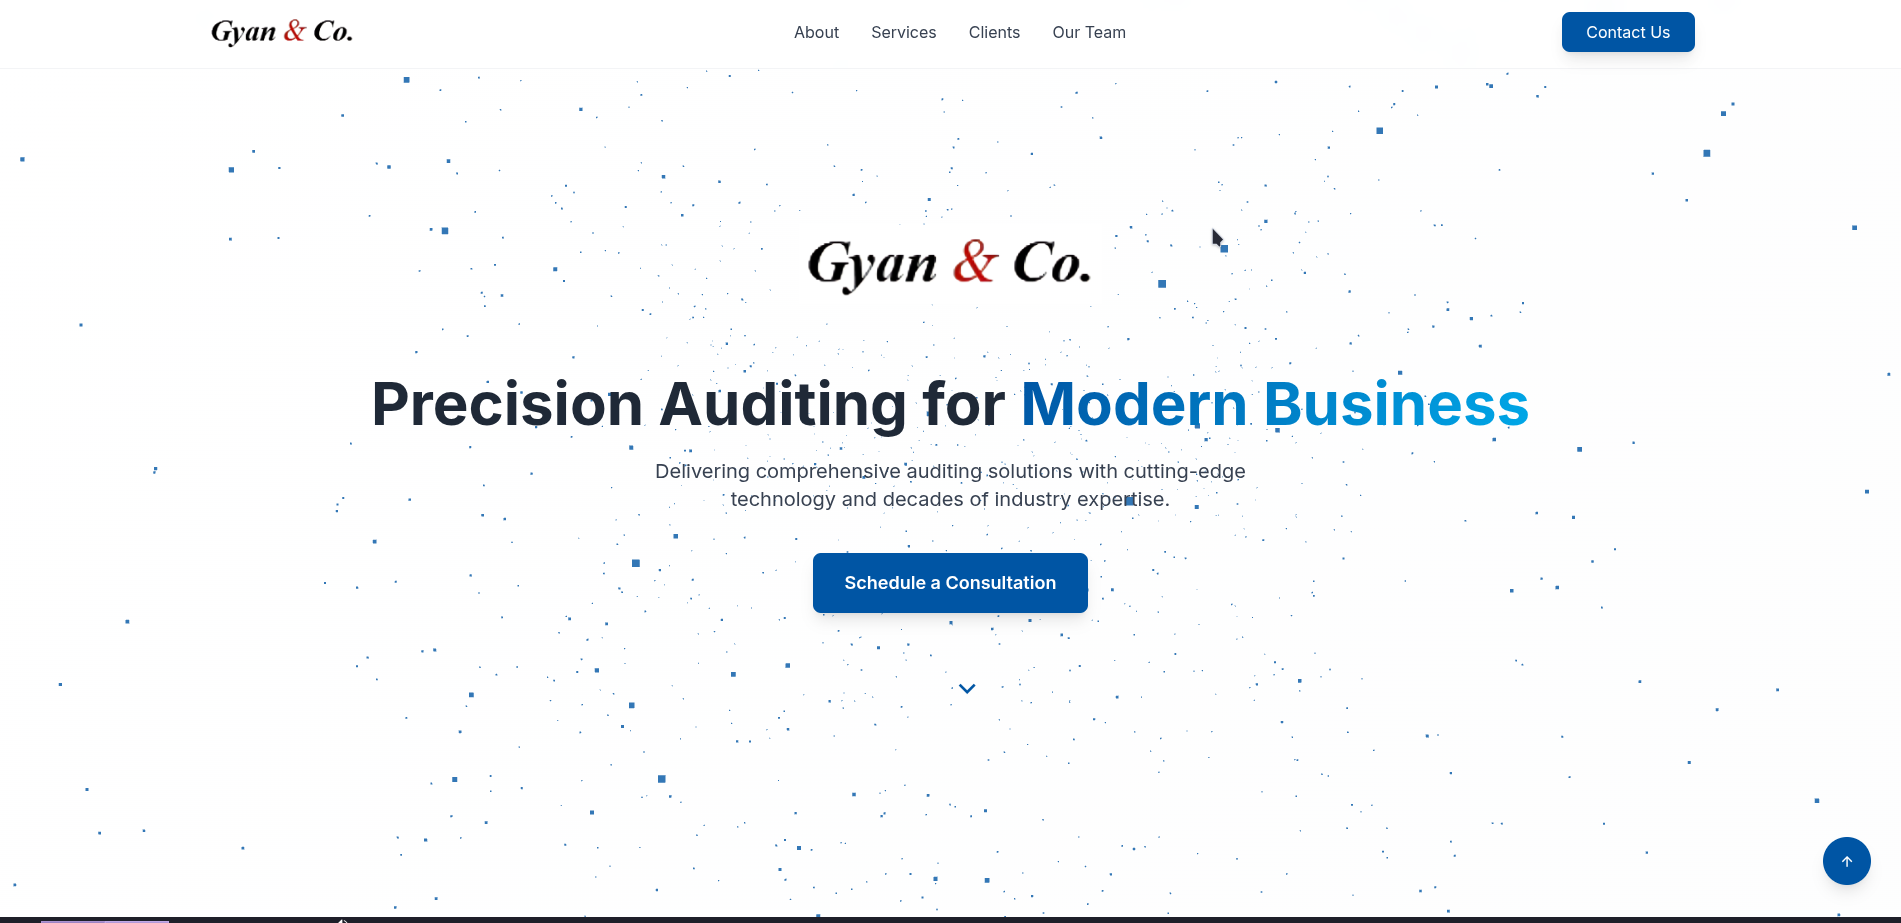 Gyan & Co.
About
Services
Clients
Our Team
Contact Us
Gyan & Co.
Precision Auditing for Modern Business
Delivering comprehensive auditing solutions with cutting-edge
technology and decades of industry expertise.
Schedule a Consultation